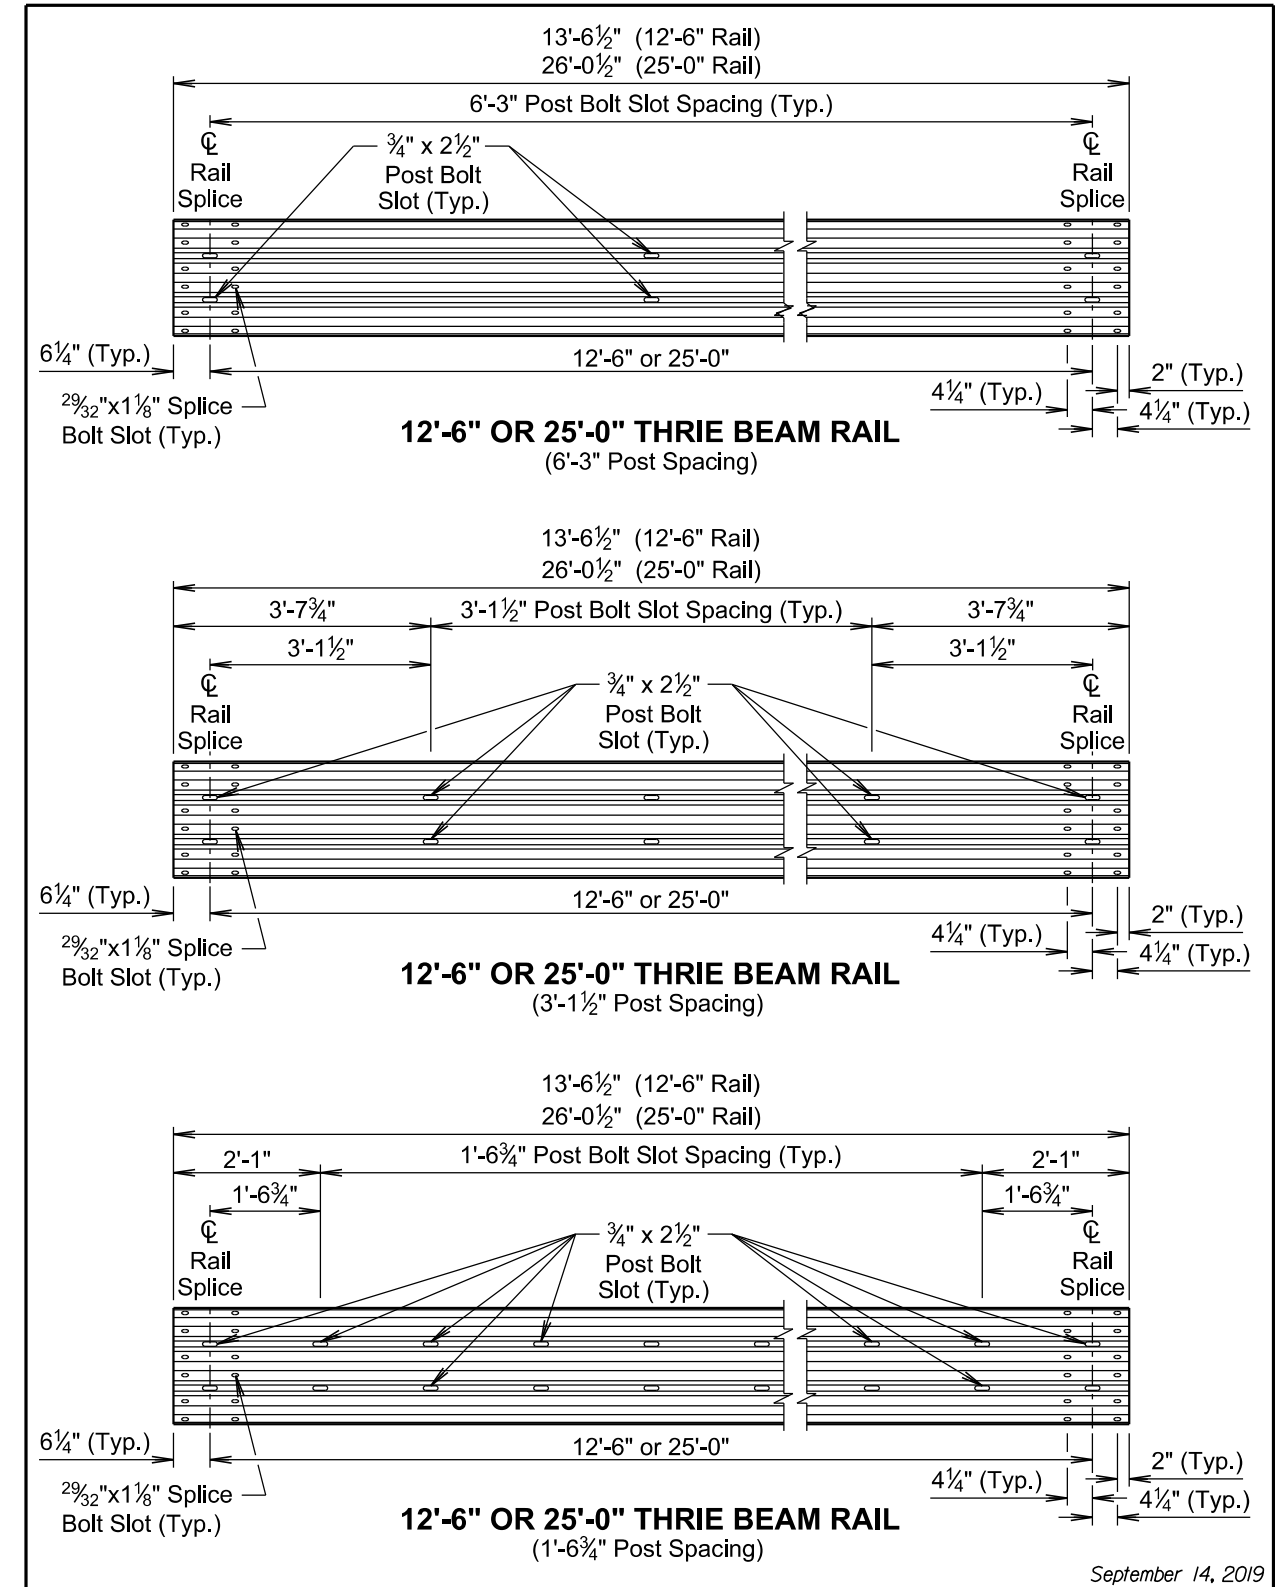 13'-6½" (12'-6" Rail)
26'-0½" (25'-0" Rail)
6'-3" Post Bolt Slot Spacing (Typ.)
℄
Rail
Splice
¾" x 2½"
Post Bolt
Slot (Typ.)
℄
Rail
Splice
6¼" (Typ.)
12'-6" or 25'-0"
2" (Typ.)
4¼" (Typ.)
4¼" (Typ.)
29⁄32"x1⅛" Splice
Bolt Slot (Typ.)
12'-6" OR 25'-0" THRIE BEAM RAIL
(6'-3" Post Spacing)
13'-6½" (12'-6" Rail)
26'-0½" (25'-0" Rail)
3'-7¾"
3'-1½" Post Bolt Slot Spacing (Typ.)
3'-7¾"
3'-1½"
3'-1½"
℄
Rail
Splice
¾" x 2½"
Post Bolt
Slot (Typ.)
℄
Rail
Splice
6¼" (Typ.)
12'-6" or 25'-0"
2" (Typ.)
4¼" (Typ.)
4¼" (Typ.)
29⁄32"x1⅛" Splice
Bolt Slot (Typ.)
12'-6" OR 25'-0" THRIE BEAM RAIL
(3'-1½" Post Spacing)
13'-6½" (12'-6" Rail)
26'-0½" (25'-0" Rail)
2'-1"
1'-6¾" Post Bolt Slot Spacing (Typ.)
2'-1"
1'-6¾"
1'-6¾"
℄
Rail
Splice
¾" x 2½"
Post Bolt
Slot (Typ.)
℄
Rail
Splice
6¼" (Typ.)
12'-6" or 25'-0"
2" (Typ.)
4¼" (Typ.)
4¼" (Typ.)
29⁄32"x1⅛" Splice
Bolt Slot (Typ.)
12'-6" OR 25'-0" THRIE BEAM RAIL
(1'-6¾" Post Spacing)
September 14, 2019